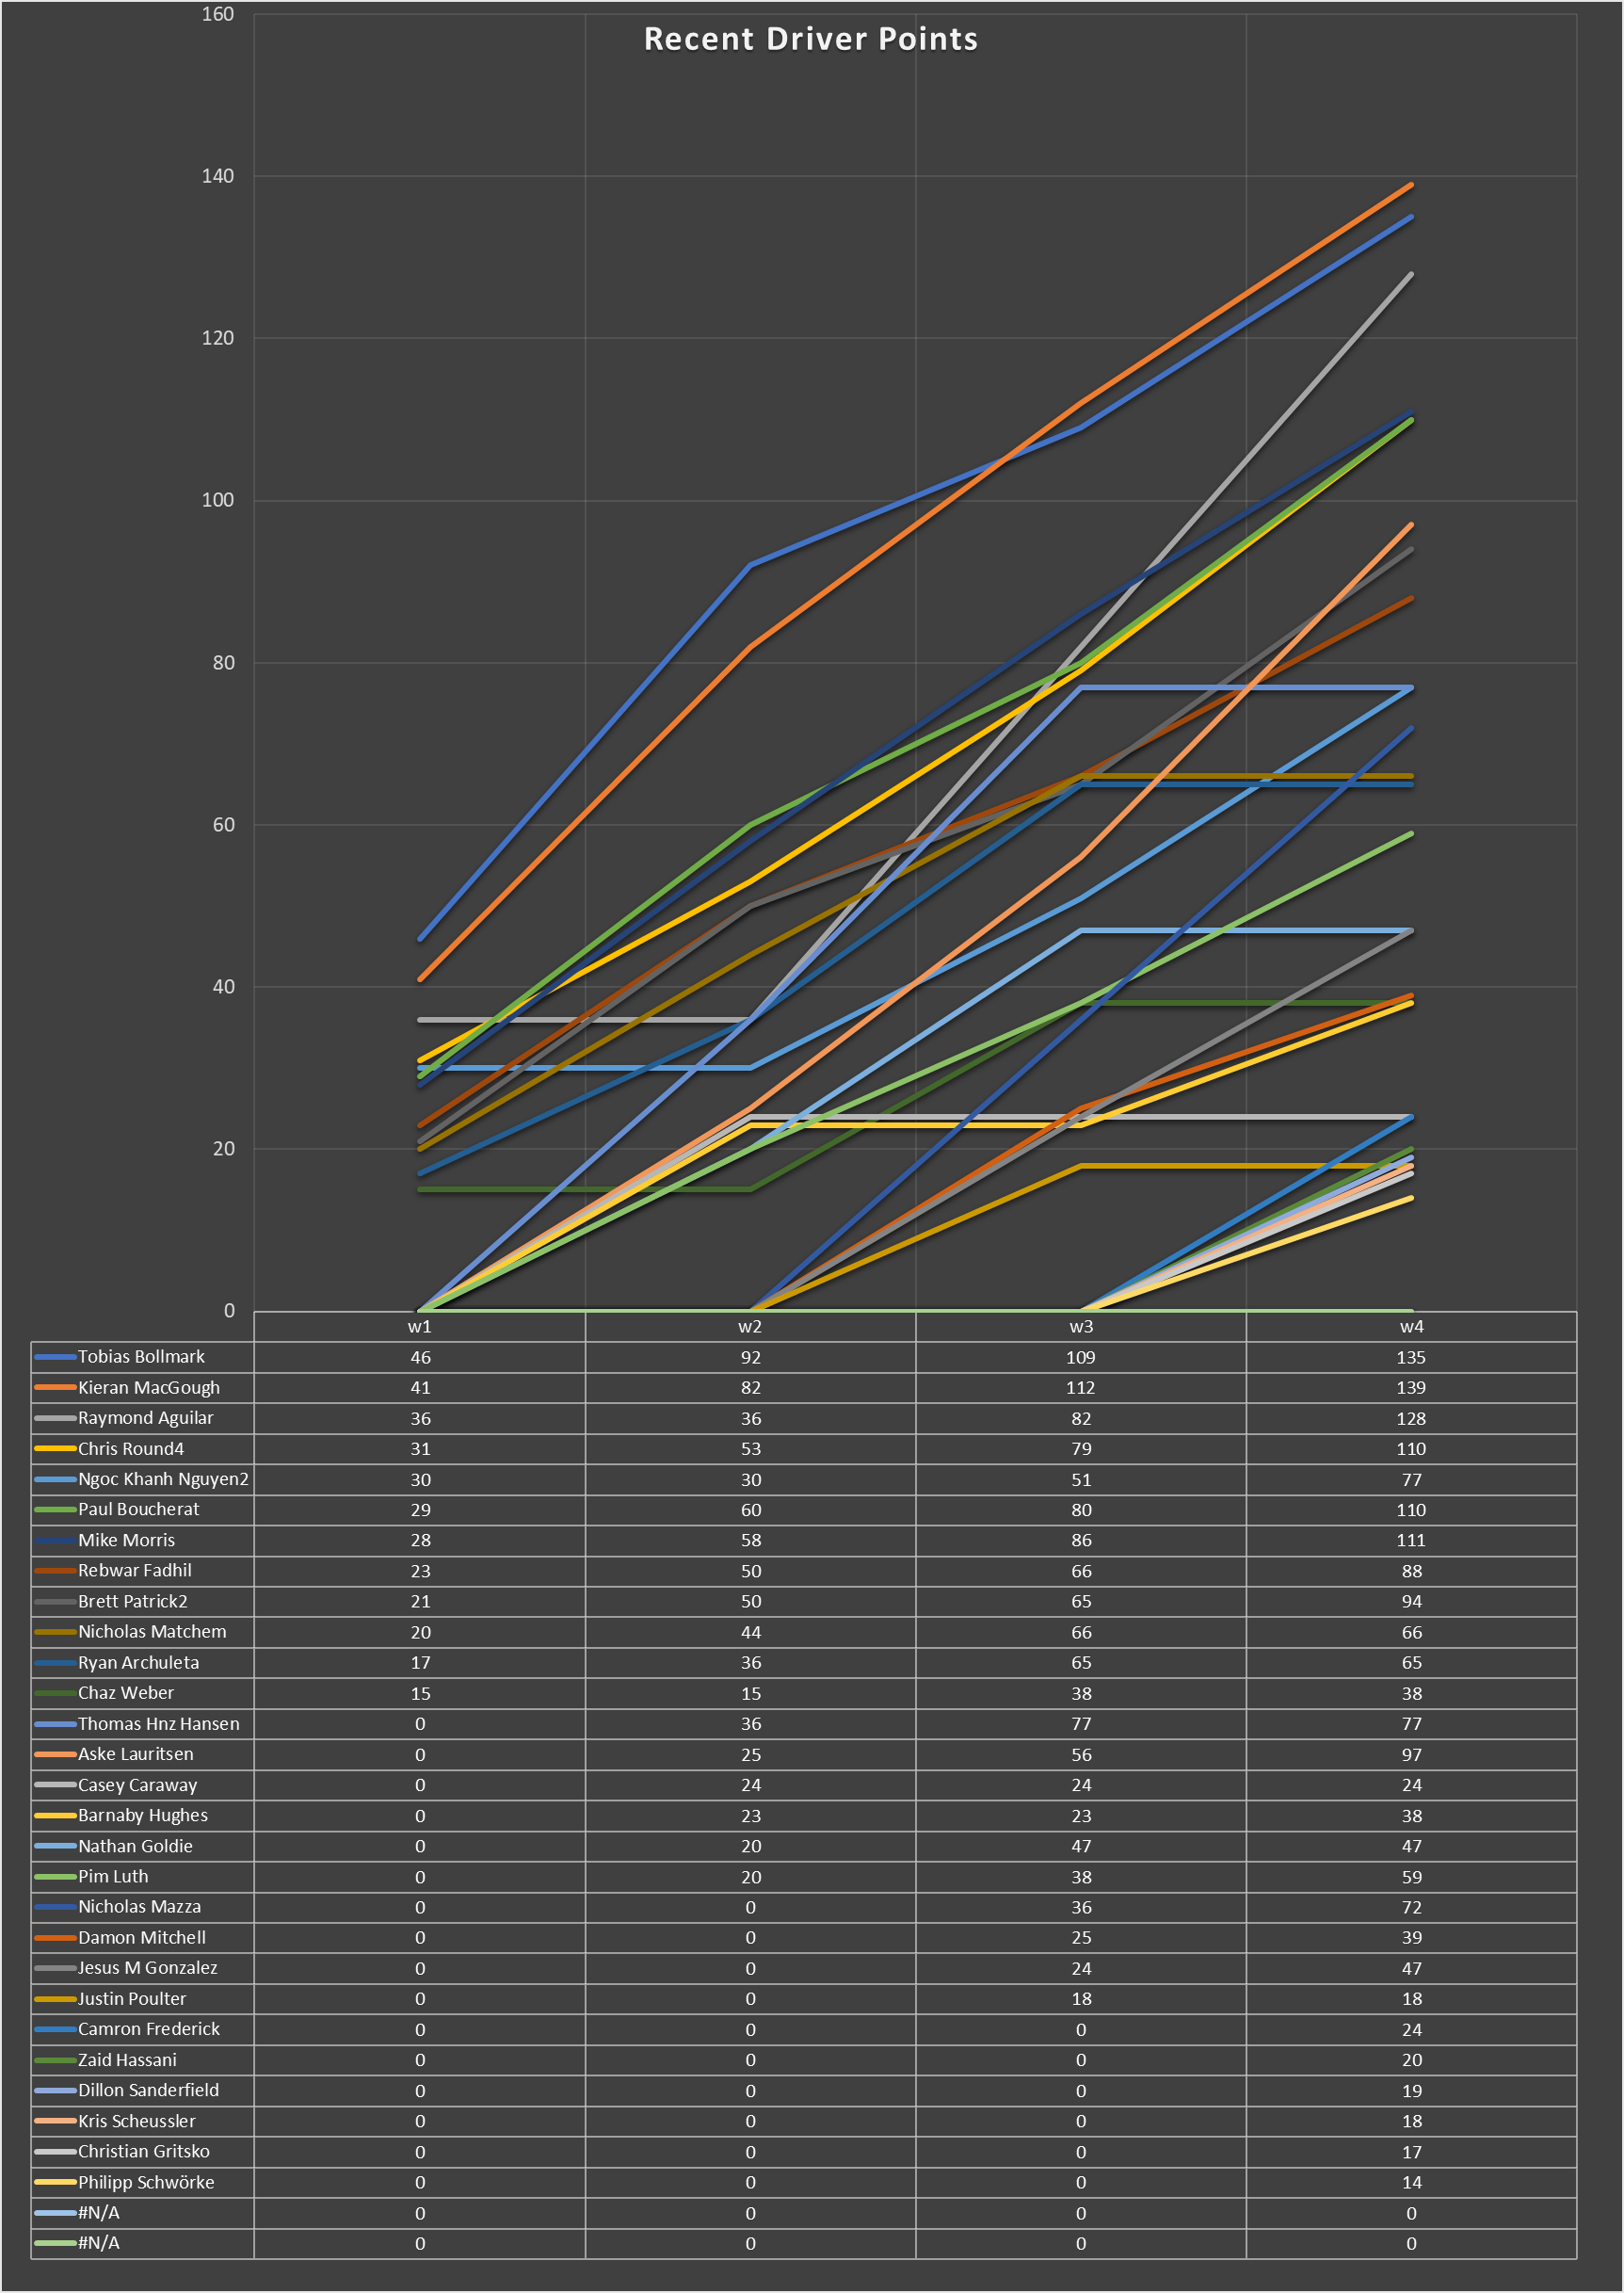 Recent Driver Points
160
140
120
100
80
60
40
20
0
w1 w2 w3 w4
Tobias Bollmark 46 92 109 135
Kieran MacGough 41 82 112 139
Raymond Aguilar 36 36 82 128
Chris Round4 31 53 79 110
Ngoc Khanh Nguyen2 30 30 51 77
Paul Boucherat 29 60 80 110
Mike Morris 28 58 86 111
Rebwar Fadhil 23 50 66 88
Brett Patrick2 21 50 65 94
Nicholas Matchem 20 44 66 66
Ryan Archuleta 17 36 65 65
Chaz Weber 15 15 38 38
Thomas Hnz Hansen 0 36 77 77
Aske Lauritsen 0 25 56 97
Casey Caraway 0 24 24 24
Barnaby Hughes 0 23 23 38
Nathan Goldie 0 20 47 47
Pim Luth 0 20 38 59
Nicholas Mazza 0 0 36 72
Damon Mitchell 0 0 25 39
Jesus M Gonzalez 0 0 24 47
Justin Poulter 0 0 18 18
Camron Frederick 0 0 0 24
Zaid Hassani 0 0 0 20
Dillon Sanderfield 0 0 0 19
Kris Scheussler 0 0 0 18
Christian Gritsko 0 0 0 17
Philipp Schwörke 0 0 0 14
#N/A 0 0 0 0
#N/A 0 0 0 0